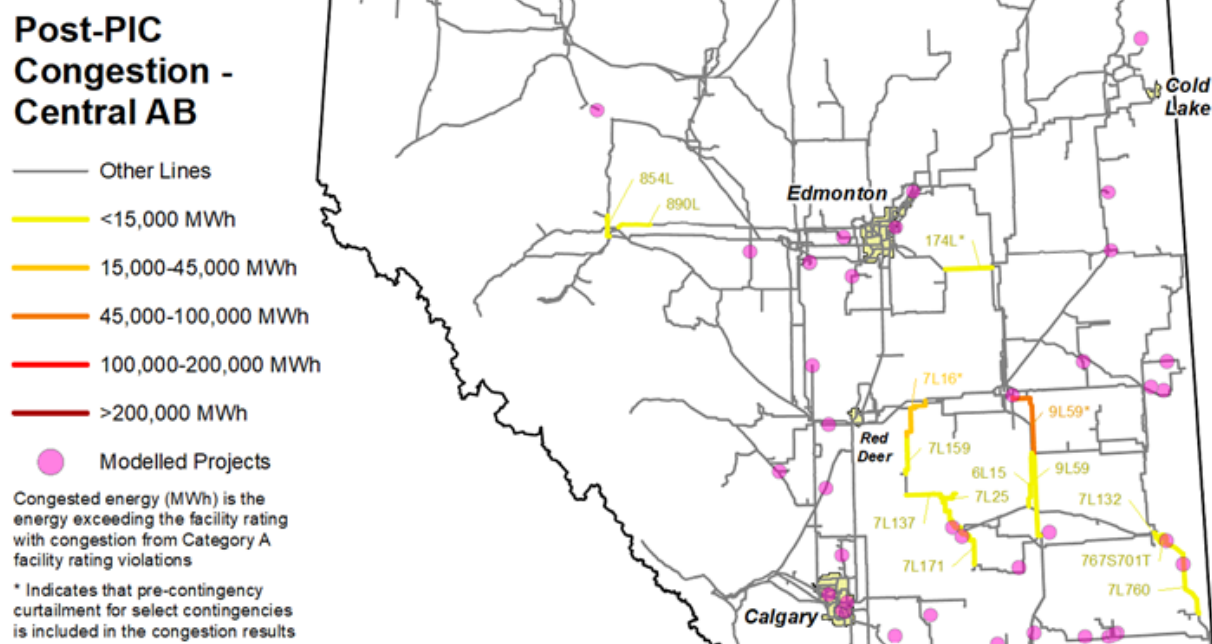 Post-PIC
Congestion -
Central AB
Other Lines
<15,000 MWh
15,000-45,000 MWh
45,000-100,000 MWh
100,000-200,000 MWh
>200,000 MWh
Modelled Projects
Congested energy (MWh) is the
energy exceeding the facility rating
with congestion from Category A
facility rating violations
* Indicates that pre-contingency
curtailment for select contingencies
is included in the congestion results
Cold
Lake
854L
890L
Edmonton
174L*
7L16*
9L59*
Red
Deer
7L159
6L15
9L59
7L25
7L132
7L137
7L171
767S701T
7L760
Calgary